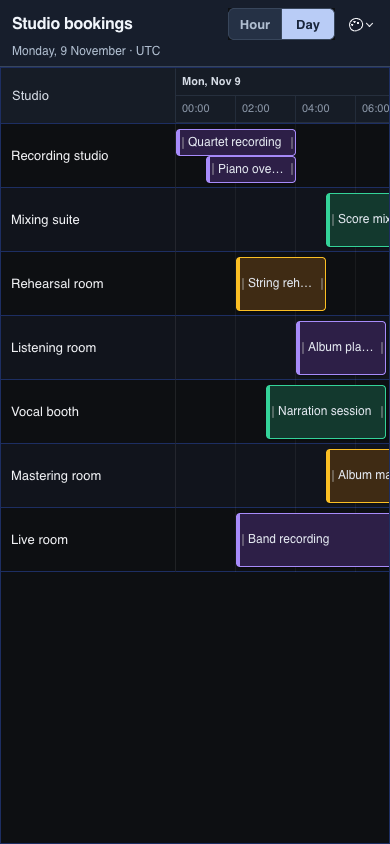 Studio bookings
Hour
Day
Monday, 9 November · UTC
Studio
Mon, Nov 9
00:00
02:00
04:00
06:00
Recording studio
Quartet recording
Piano ove…
Mixing suite
Score mix
Rehearsal room
String reh…
Listening room
Album pla…
Vocal booth
Narration session
Mastering room
Album ma
Live room
Band recording